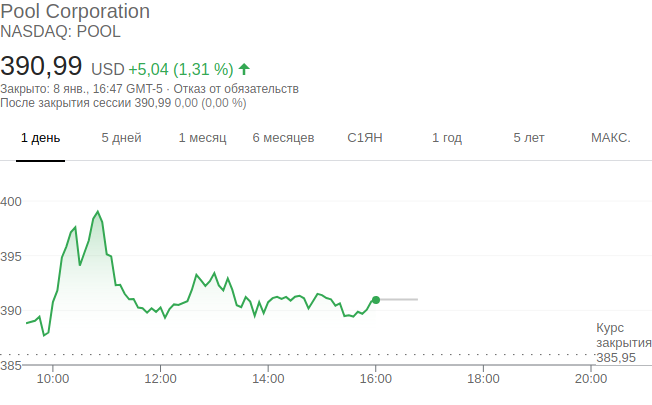 Pool Corporation
NASDAQ: POOL
390,99 USD +5,04 (1,31 %)
Закрыто: 8 янв., 16:47 GMT-5 · Отказ от обязательств
После закрытия сессии 390,99 0,00 (0,00 %)
1 день 5 дней 1 месяц 6 месяцев С1ЯН 1 год 5 лет МАКС.
400
395
390
Курс
закрытия
385,95
385
10:00 12:00 14:00 16:00 18:00 20:00